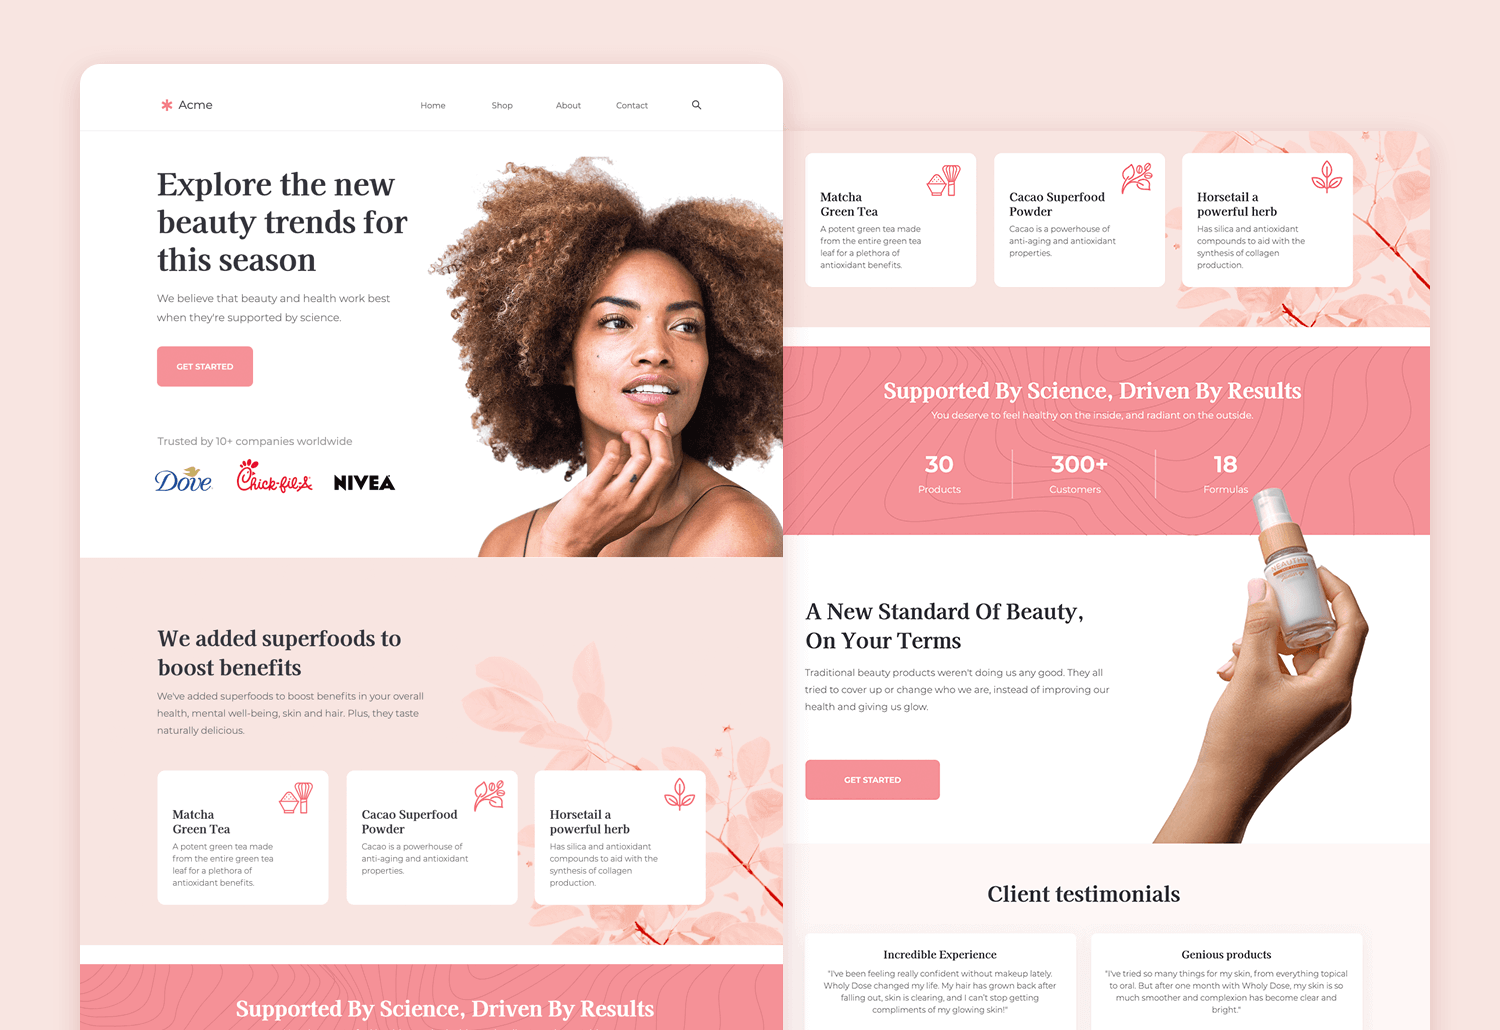 Acme
Home
Shop
About
Contact
Explore the new
beauty trends for
this season
We believe that beauty and health work best
when they're supported by science.
GET STARTED
Trusted by 10+ companies worldwide
Dove
Chick-fil-A
NIVEA
We added superfoods to
boost benefits
We've added superfoods to boost benefits in your overall
health, mental well-being, skin and hair. Plus, they taste
naturally delicious.
Matcha
Green Tea
A potent green tea made
from the entire green tea
leaf for a plethora of
antioxidant benefits.
Cacao Superfood
Powder
Cacao is a powerhouse of
anti-aging and antioxidant
properties.
Horsetail a
powerful herb
Has silica and antioxidant
compounds to aid with the
synthesis of collagen
production.
Supported By Science, Driven By Results
Matcha
Green Tea
A potent green tea made
from the entire green tea
leaf for a plethora of
antioxidant benefits.
Cacao Superfood
Powder
Cacao is a powerhouse of
anti-aging and antioxidant
properties.
Horsetail a
powerful herb
Has silica and antioxidant
compounds to aid with the
synthesis of collagen
production.
Supported By Science, Driven By Results
You deserve to feel healthy on the inside, and radiant on the outside.
30
Products
300+
Customers
18
Formulas
A New Standard Of Beauty,
On Your Terms
Traditional beauty products weren't doing us any good. They all
tried to cover up or change who we are, instead of improving our
health and giving us glow.
GET STARTED
Client testimonials
Incredible Experience
"I've been feeling really confident without makeup lately.
Wholy Dose changed my life. My hair has grown back after
falling out, skin is clearing, and I can't stop getting
compliments of my glowing skin!"
Genious products
"I've tried so many things for my skin, from everything topical
to oral. But after one month with Wholy Dose, my skin is so
much smoother and complexion has become clear and
bright."